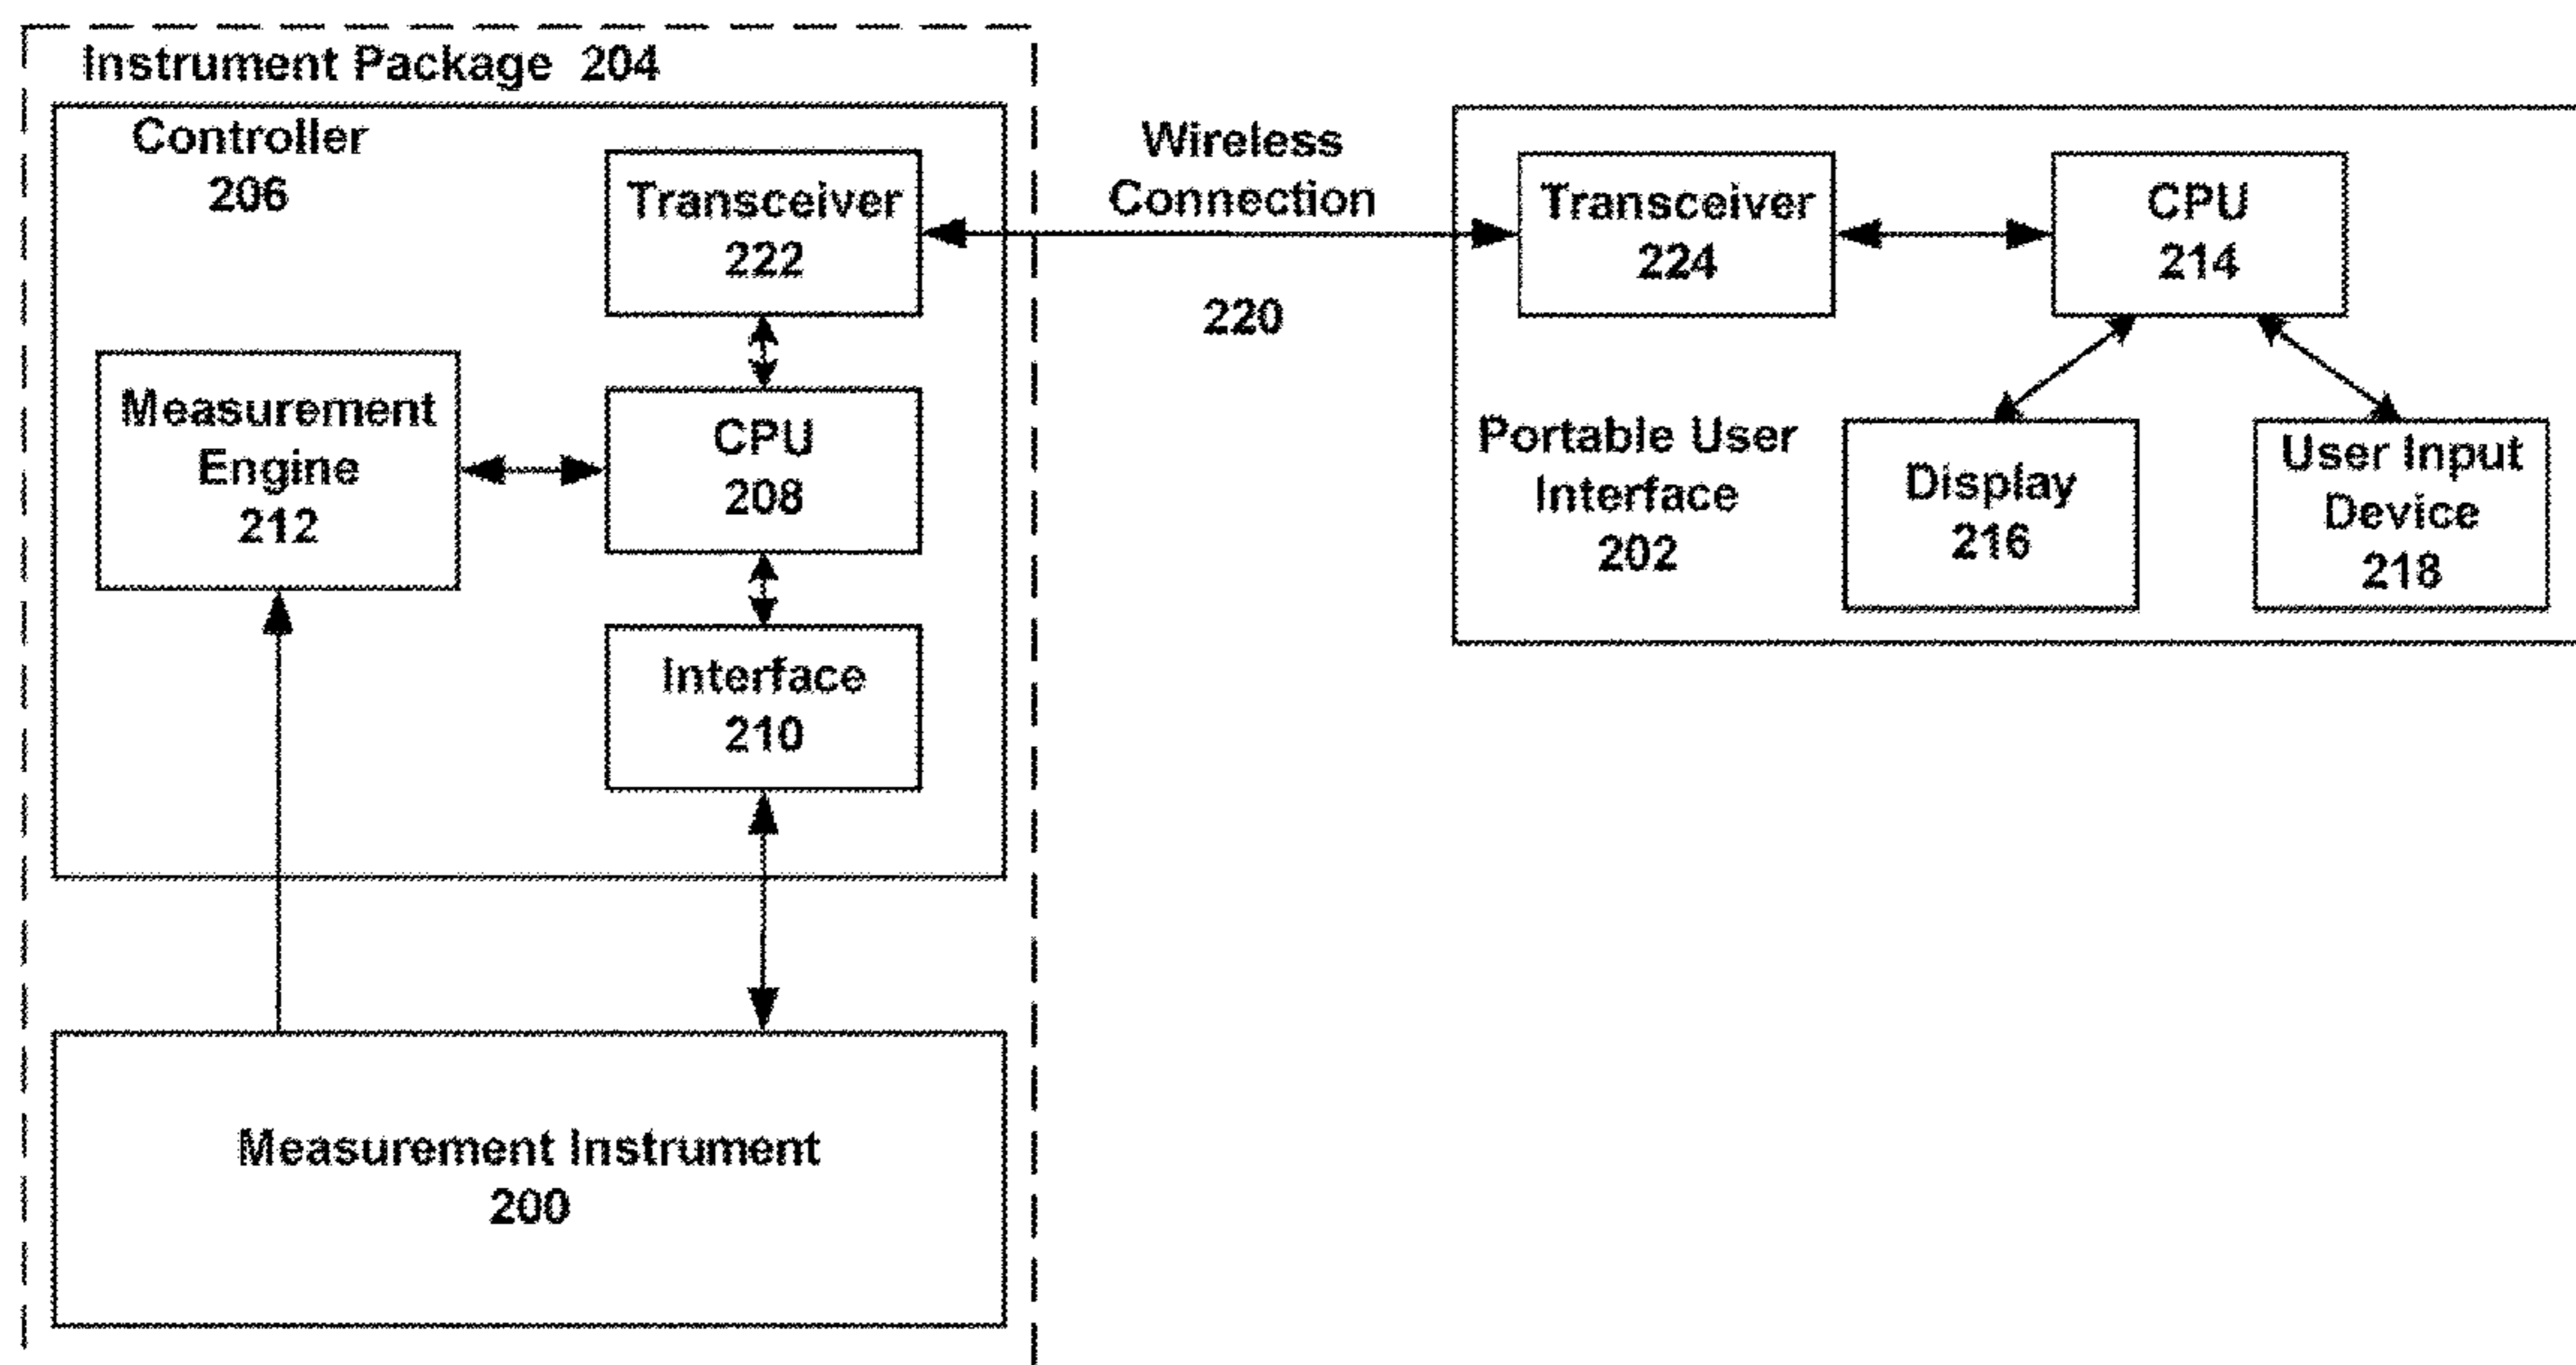 Instrument Package 204
Controller
206
Transceiver
222
Measurement
Engine
212
CPU
208
Interface
210
Measurement Instrument
200
Wireless
Connection
220
Transceiver
224
CPU
214
Portable User
Interface
202
Display
216
User Input
Device
218